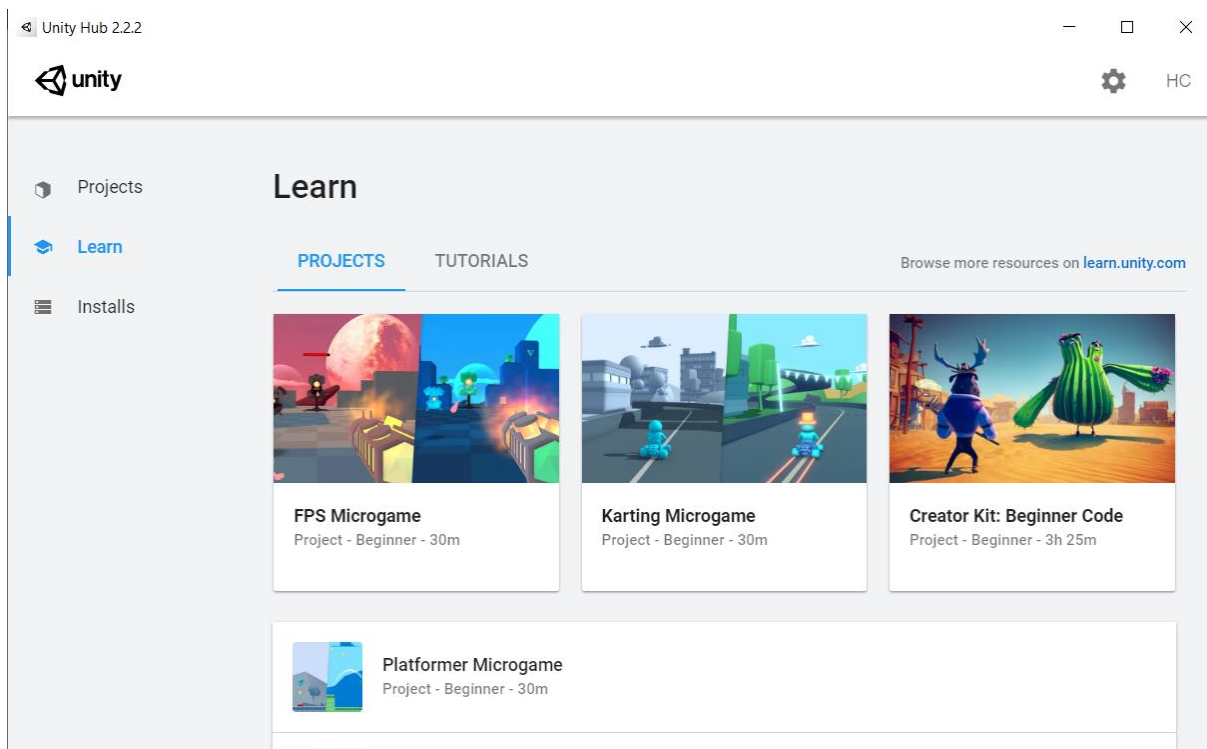 Unity Hub 2.2.2
unity
HC
Projects
Learn
Installs
Learn
PROJECTS
TUTORIALS
Browse more resources on learn.unity.com
FPS Microgame
Project - Beginner - 30m
Karting Microgame
Project - Beginner - 30m
Creator Kit: Beginner Code
Project - Beginner - 3h 25m
Platformer Microgame
Project - Beginner - 30m